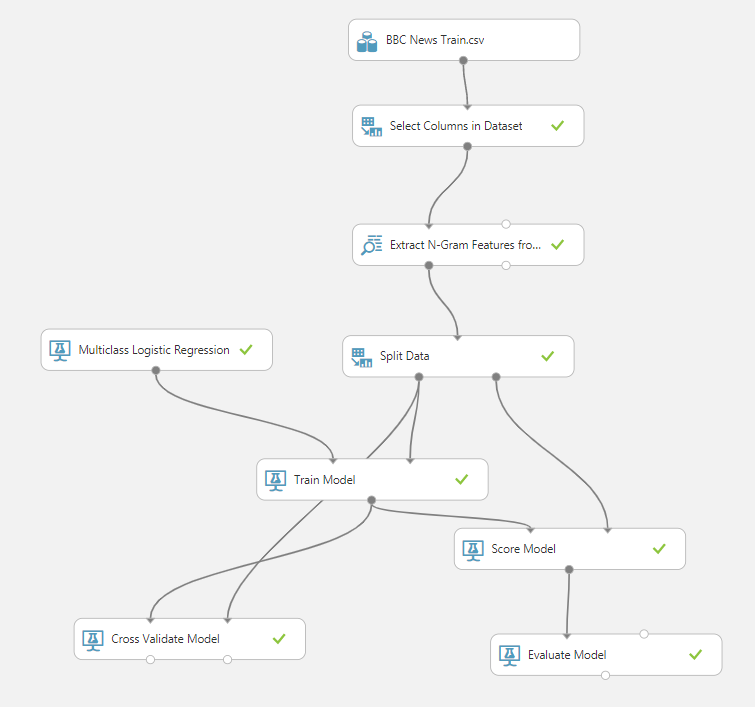 BBC News Train.csv
Select Columns in Dataset
Extract N-Gram Features fro...
Multiclass Logistic Regression
Split Data
Train Model
Score Model
Cross Validate Model
Evaluate Model